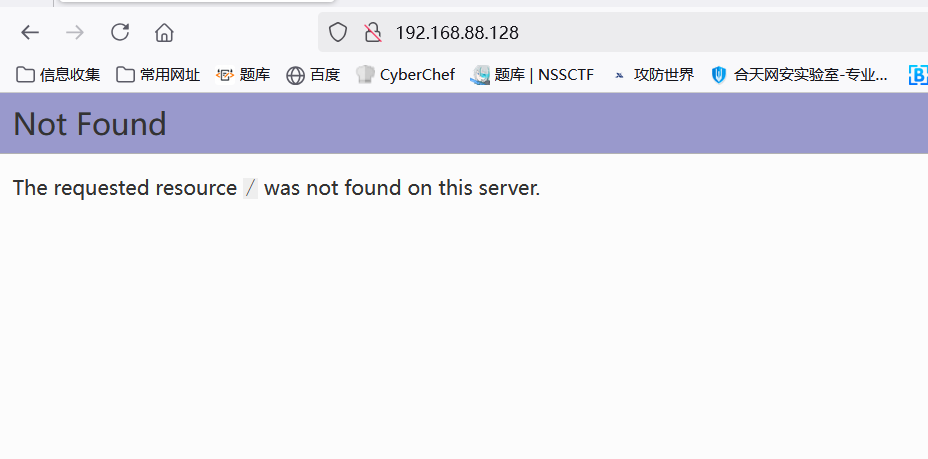 192.168.88.128
信息收集 常用网址 题库 百度 CyberChef 题库 | NSSCTF 攻防世界 合天网安实验室-专业... B
Not Found
The requested resource / was not found on this server.